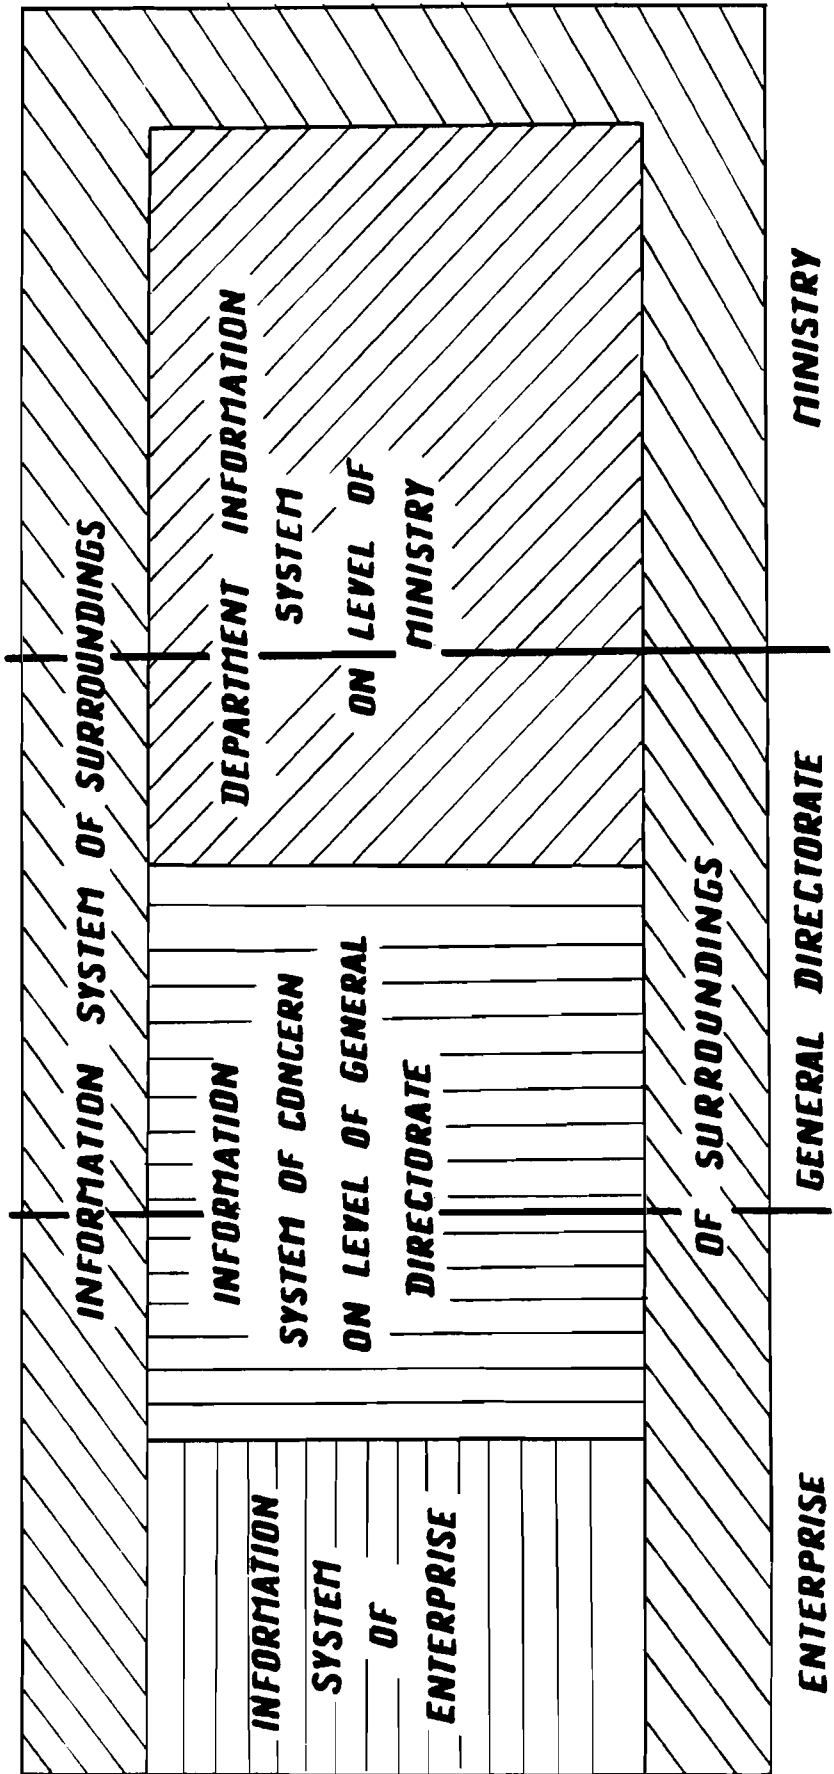 INFORMATION SYSTEM OF SURROUNDINGS
INFORMATION
SYSTEM
OF
ENTERPRISE
INFORMATION
SYSTEM OF CONCERN
ON LEVEL OF GENERAL
DIRECTORATE
DEPARTMENT INFORMATION
SYSTEM
ON LEVEL OF
MINISTRY
OF SURROUNDINGS
ENTERPRISE
GENERAL DIRECTORATE
MINISTRY